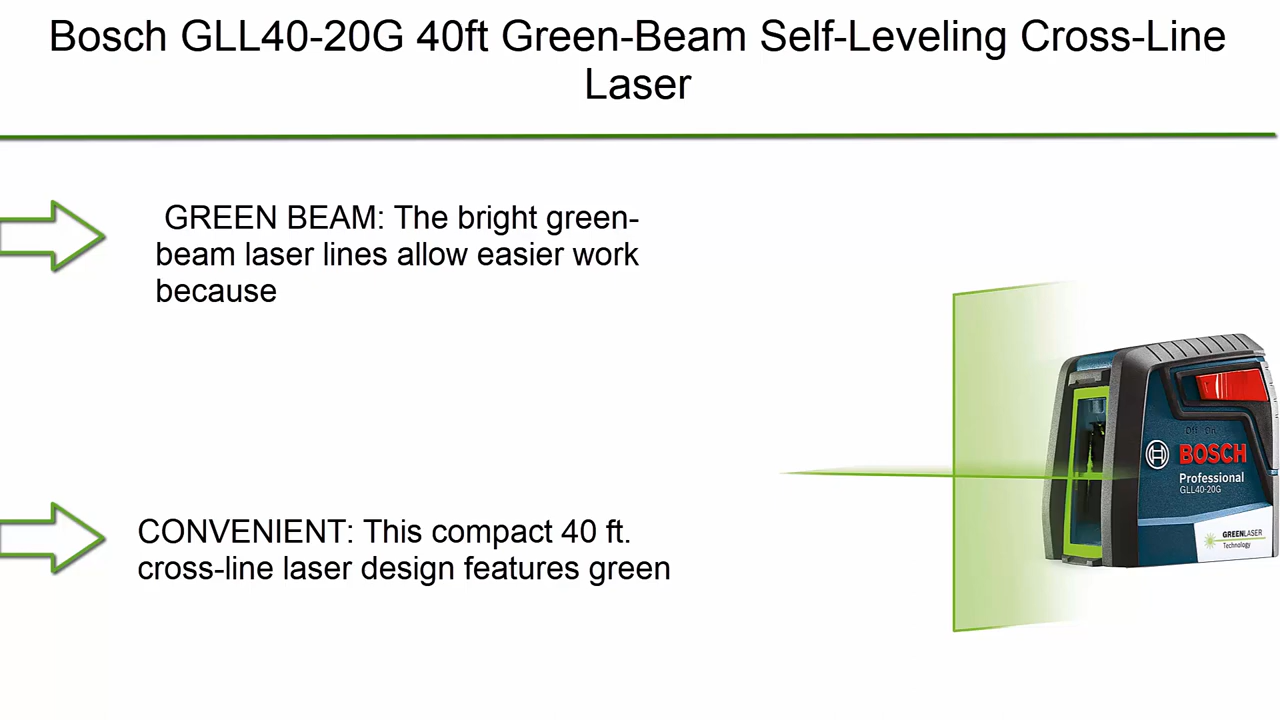 Bosch GLL40-20G 40ft Green-Beam Self-Leveling Cross-Line
Laser
GREEN BEAM: The bright green-
beam laser lines allow easier work
because
CONVENIENT: This compact 40 ft.
cross-line laser design features green
Off On
BOSCH
Professional
GLL40-20G
GREENLASER
Technology